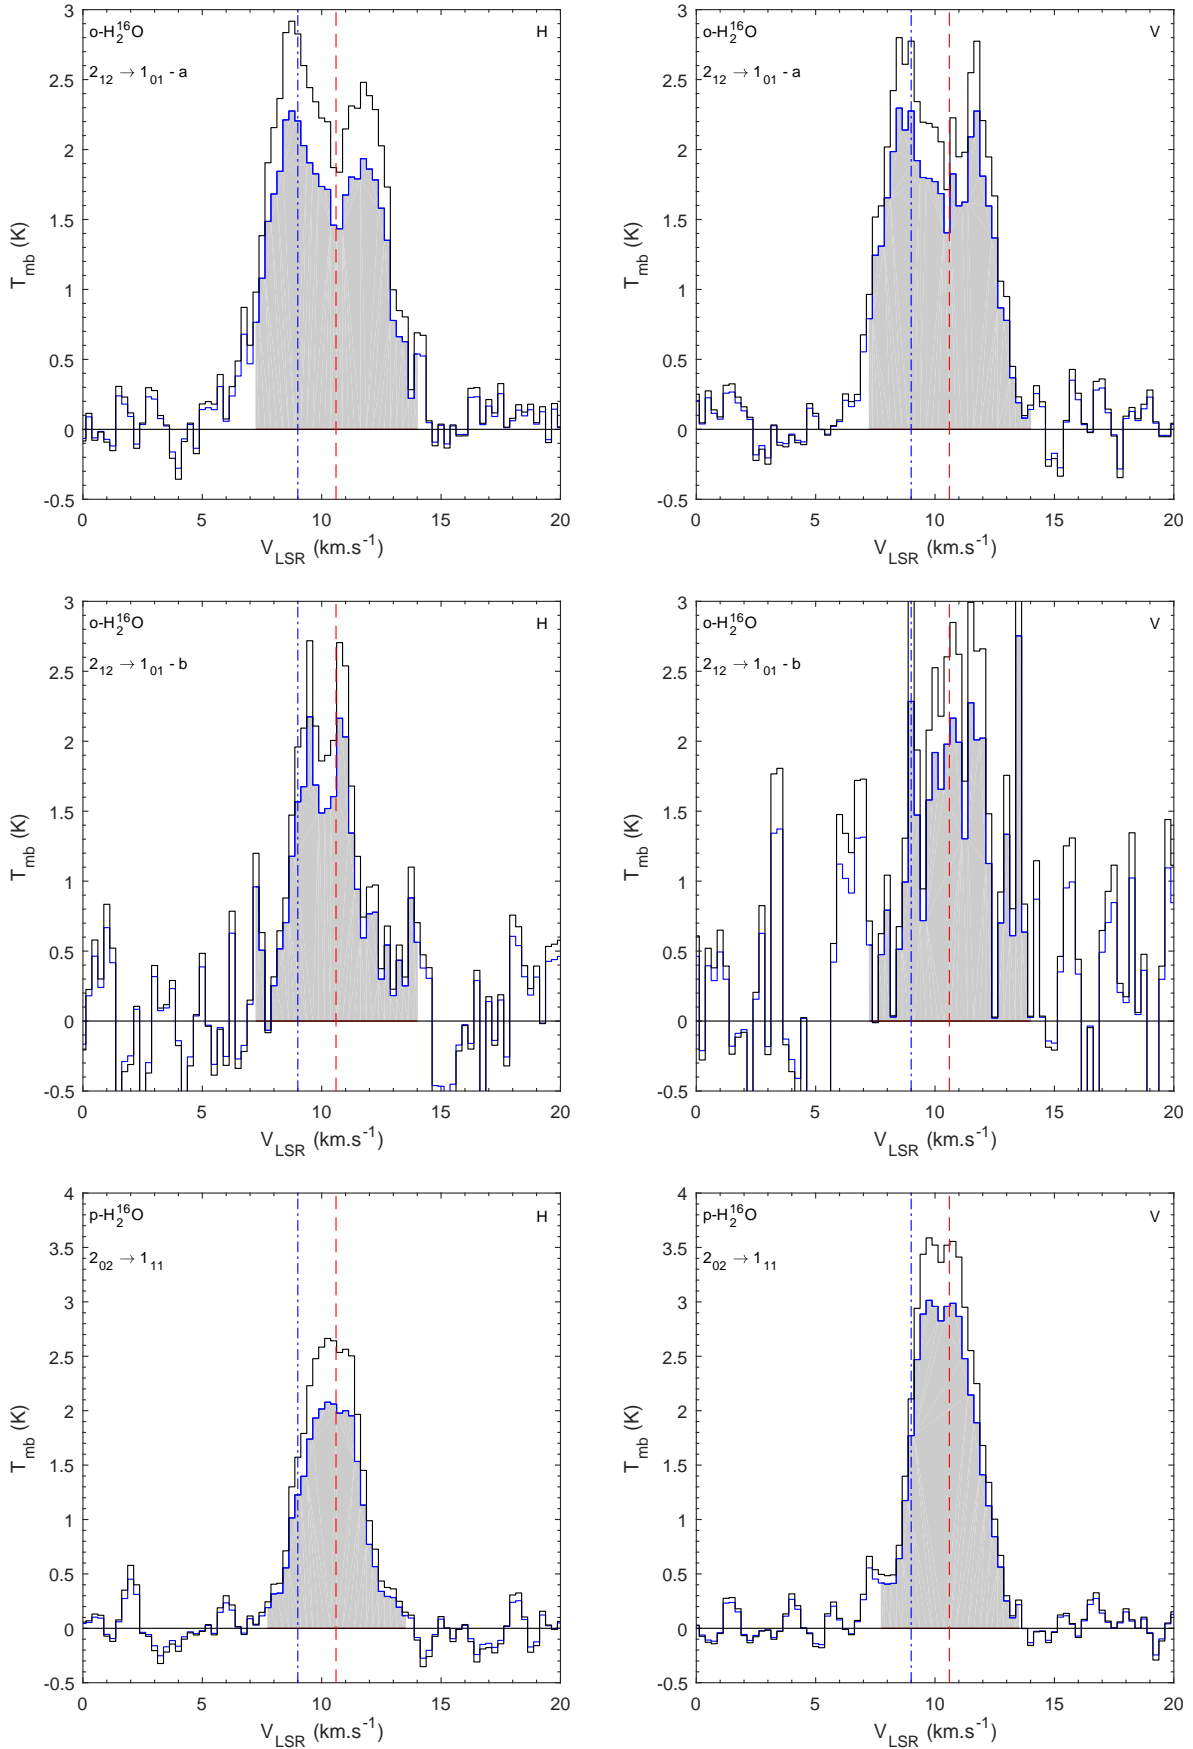 o-H₂¹⁶O H
2₁₂ → 1₀₁ - a
3
2.5
2
1.5
1
0.5
0
-0.5
T_mb (K)
0 5 10 15 20
V_LSR (km.s⁻¹)
o-H₂¹⁶O V
2₁₂ → 1₀₁ - a
3
2.5
2
1.5
1
0.5
0
-0.5
T_mb (K)
0 5 10 15 20
V_LSR (km.s⁻¹)
o-H₂¹⁶O H
2₁₂ → 1₀₁ - b
3
2.5
2
1.5
1
0.5
0
-0.5
T_mb (K)
0 5 10 15 20
V_LSR (km.s⁻¹)
o-H₂¹⁶O V
2₁₂ → 1₀₁ - b
3
2.5
2
1.5
1
0.5
0
-0.5
T_mb (K)
0 5 10 15 20
V_LSR (km.s⁻¹)
p-H₂¹⁶O H
2₀₂ → 1₁₁
4
3.5
3
2.5
2
1.5
1
0.5
0
-0.5
T_mb (K)
0 5 10 15 20
V_LSR (km.s⁻¹)
p-H₂¹⁶O V
2₀₂ → 1₁₁
4
3.5
3
2.5
2
1.5
1
0.5
0
-0.5
T_mb (K)
0 5 10 15 20
V_LSR (km.s⁻¹)